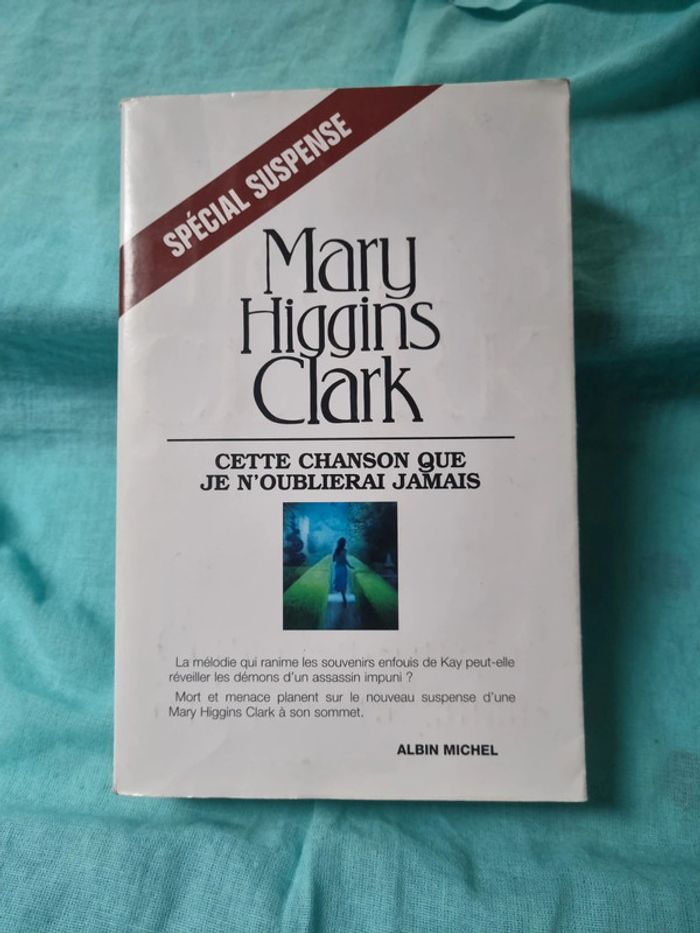 SPÉCIAL SUSPENSE
Mary
Higgins
Clark
CETTE CHANSON QUE
JE N'OUBLIERAI JAMAIS
La mélodie qui ranime les souvenirs enfouis de Kay peut-elle
réveiller les démons d'un assassin impuni ?
Mort et menace planent sur le nouveau suspense d'une
Mary Higgins Clark à son sommet.
ALBIN MICHEL